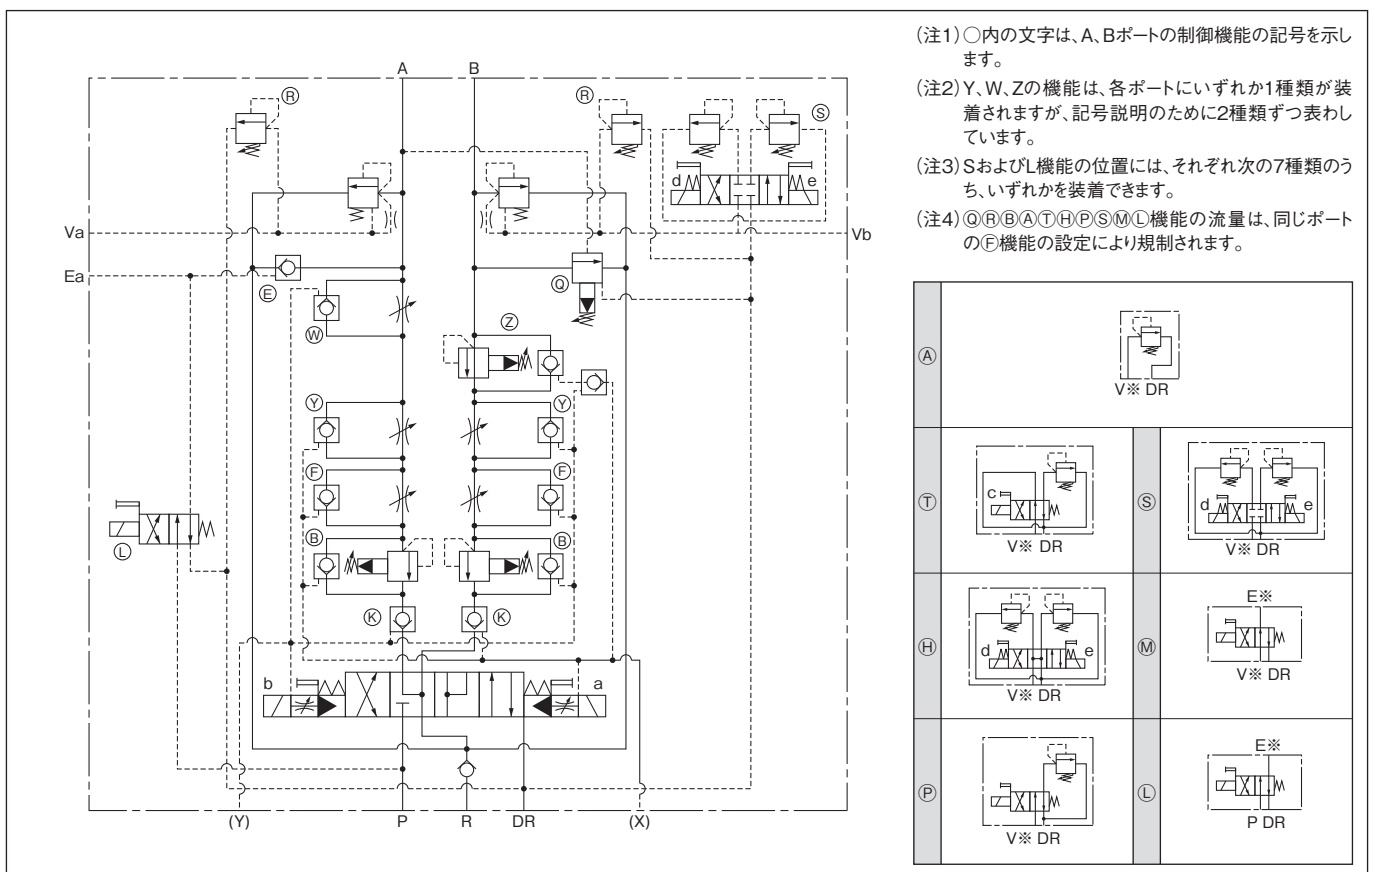 (注1)○内の文字は、A、Bポートの制御機能の記号を示し
ます。
(注2)Y、W、Zの機能は、各ポートにいずれか1種類が装
着されますが、記号説明のために2種類ずつ表わし
ています。
(注3)SおよびL機能の位置には、それぞれ次の7種類のう
ち、いずれかを装着できます。
(注4)ⓆⓇⒷⒶⓉⒽⓅⓈⓂⓁ機能の流量は、同じポート
のⒻ機能の設定により規制されます。
A B
Ⓡ Ⓡ Ⓢ
d e
Va Vb
Ea
Ⓔ Ⓠ
Ⓦ Ⓩ
Ⓨ Ⓨ
Ⓕ Ⓕ
Ⓛ Ⓑ Ⓑ
Ⓚ Ⓚ
b a
(Y) P R DR (X)
Ⓐ
V※ DR
Ⓣ
c
V※ DR
Ⓢ
d e
V※ DR
Ⓗ
d e
V※ DR
Ⓜ
E※
V※ DR
Ⓟ
V※ DR
Ⓛ
E※
P DR